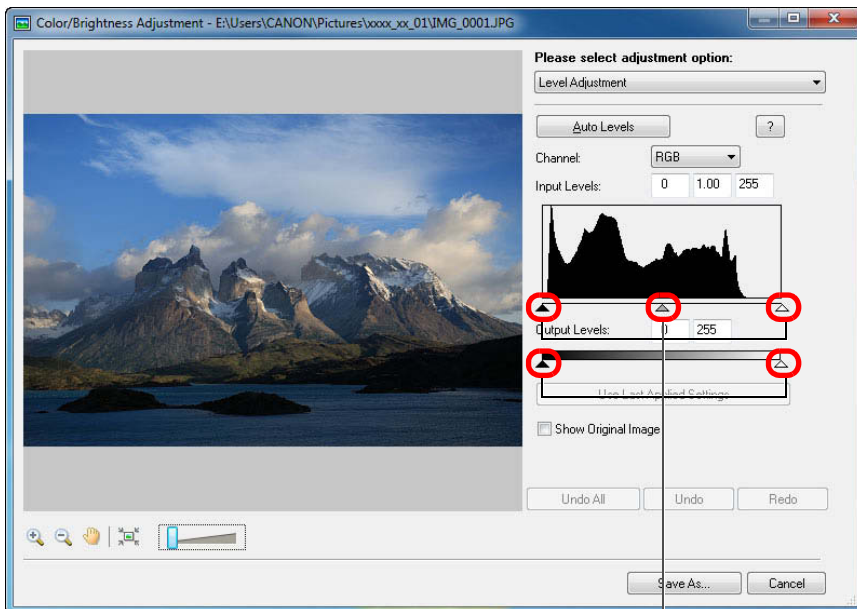 Color/Brightness Adjustment - E:\Users\CANON\Pictures\xxxx_xx_01\IMG_0001.JPG
Please select adjustment option:
Level Adjustment
Auto Levels
?
Channel:
RGB
Input Levels:
0 1.00 255
Output Levels:
0 255
Use Last Applied Settings
Show Original Image
Undo All
Undo
Redo
Save As...
Cancel